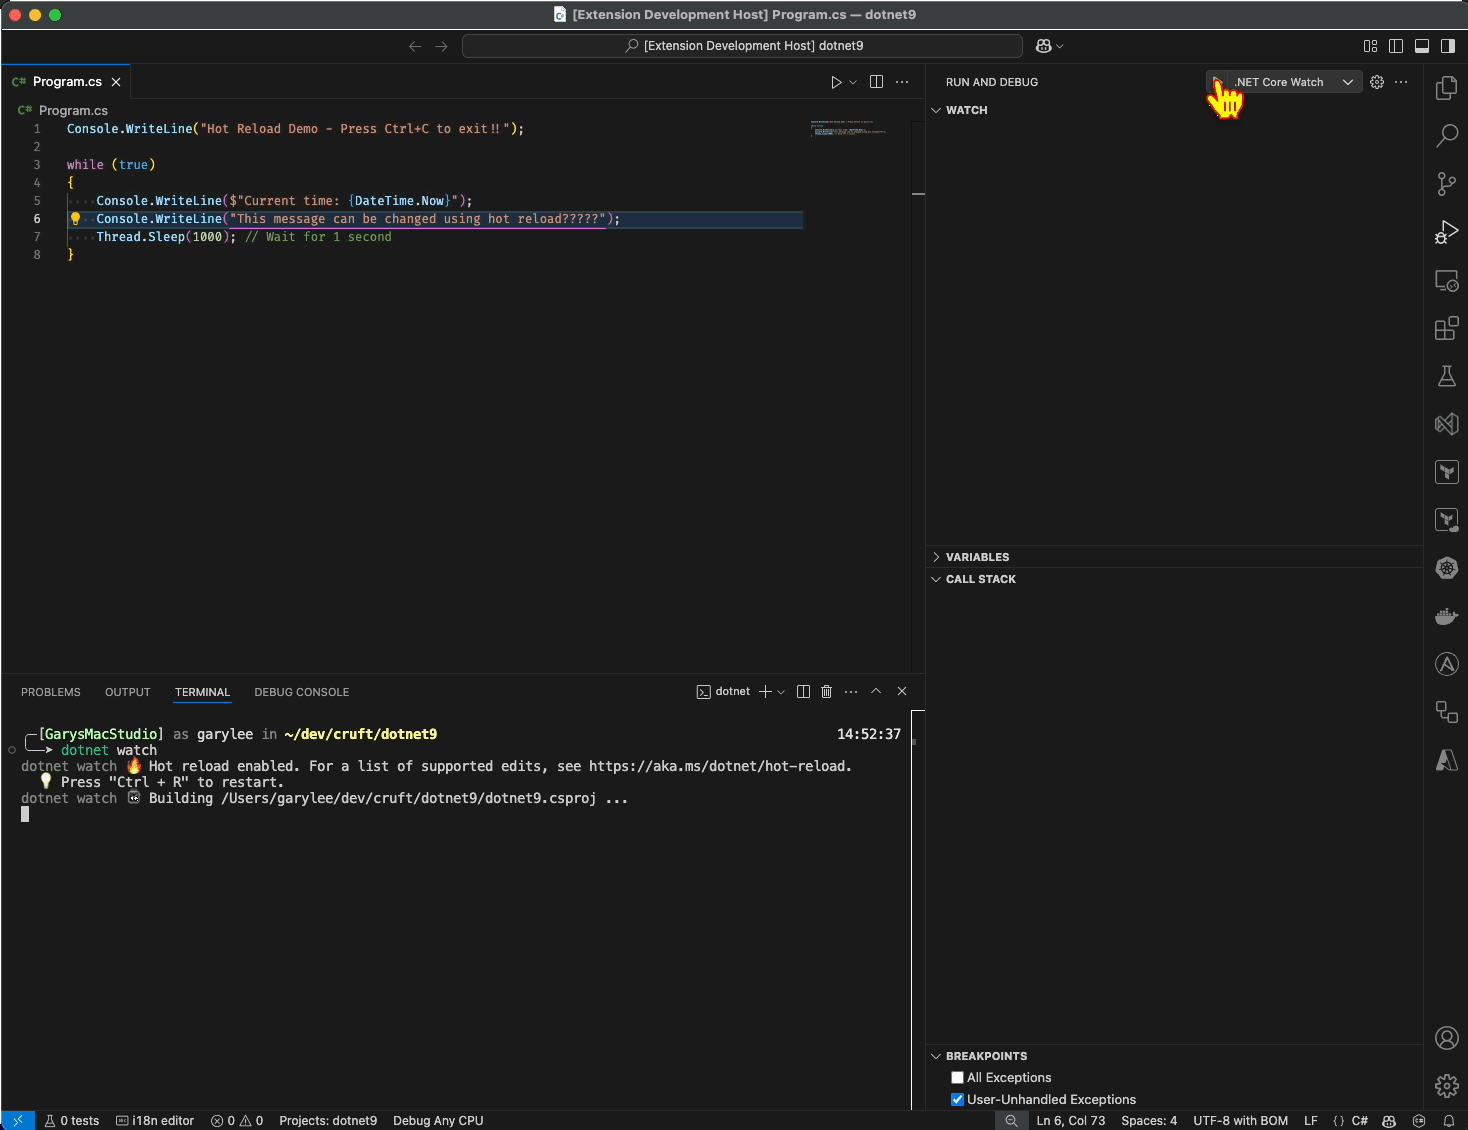 [Extension Development Host] Program.cs — dotnet9
[Extension Development Host] dotnet9
C# Program.cs
RUN AND DEBUG
.NET Core Watch
C# Program.cs
WATCH
1 Console.WriteLine("Hot Reload Demo - Press Ctrl+C to exit!!");
2
3 while (true)
4 {
5 ····Console.WriteLine($"Current time: {DateTime.Now}");
6 ····Console.WriteLine("This message can be changed using hot reload?????");
7 ····Thread.Sleep(1000); // Wait for 1 second
8 }
VARIABLES
CALL STACK
PROBLEMS OUTPUT TERMINAL DEBUG CONSOLE
dotnet
[GarysMacStudio] as garylee in ~/dev/cruft/dotnet9 14:52:37
dotnet watch
dotnet watch 🔥 Hot reload enabled. For a list of supported edits, see https://aka.ms/dotnet/hot-reload.
💡 Press "Ctrl + R" to restart.
dotnet watch Building /Users/garylee/dev/cruft/dotnet9/dotnet9.csproj ...
BREAKPOINTS
All Exceptions
User-Unhandled Exceptions
0 tests i18n editor 0 0 Projects: dotnet9 Debug Any CPU Ln 6, Col 73 Spaces: 4 UTF-8 with BOM LF {} C#